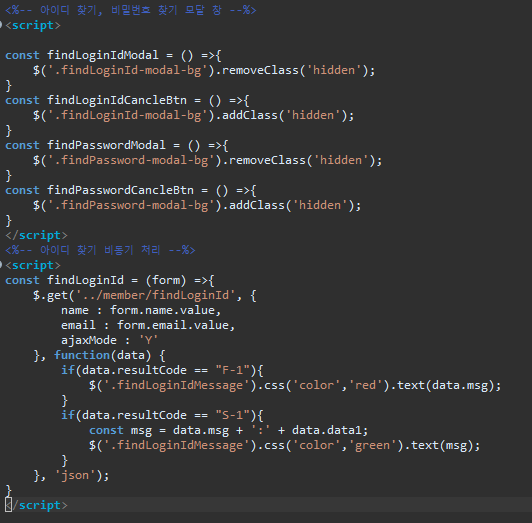 <%-- 아이디 찾기, 비밀번호 찾기 모달 창 --%>
<script>
const findLoginIdModal = () =>{
$('.findLoginId-modal-bg').removeClass('hidden');
}
const findLoginIdCancleBtn = () =>{
$('.findLoginId-modal-bg').addClass('hidden');
}
const findPasswordModal = () =>{
$('.findPassword-modal-bg').removeClass('hidden');
}
const findPasswordCancleBtn = () =>{
$('.findPassword-modal-bg').addClass('hidden');
}
</script>
<%-- 아이디 찾기 비동기 처리 --%>
<script>
const findLoginId = (form) =>{
$.get('../member/findLoginId', {
name : form.name.value,
email : form.email.value,
ajaxMode : 'Y'
}, function(data) {
if(data.resultCode == "F-1"){
$('.findLoginIdMessage').css('color','red').text(data.msg);
}
if(data.resultCode == "S-1"){
const msg = data.msg + ':' + data.data1;
$('.findLoginIdMessage').css('color','green').text(msg);
}
}, 'json');
}
</script>